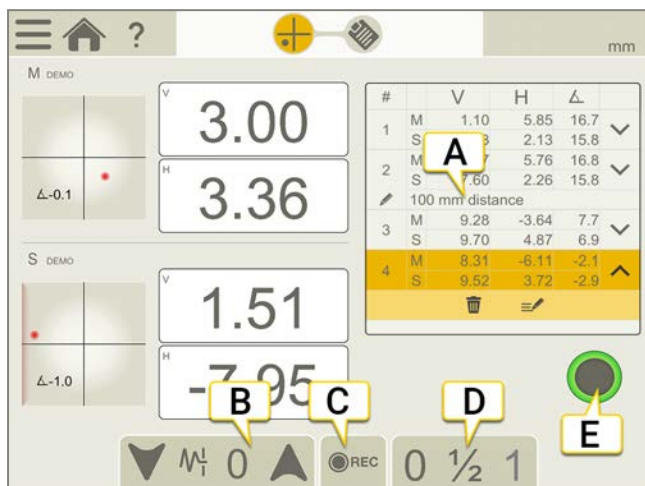 ?
mm
M DEMO
V
3.00
H
3.36
∡-0.1
S DEMO
V
1.51
H
-7.95
∡-1.0
# V H ∡
1 M 1.10 5.85 16.7
S 2.13 15.8
2 M 5.76 16.8
S 7.60 2.26 15.8
100 mm distance
3 M 9.28 -3.64 7.7
S 9.70 4.87 6.9
4 M 8.31 -6.11 -2.1
S 9.52 3.72 -2.9
A
B
C
D
E
0
REC
0 ½ 1